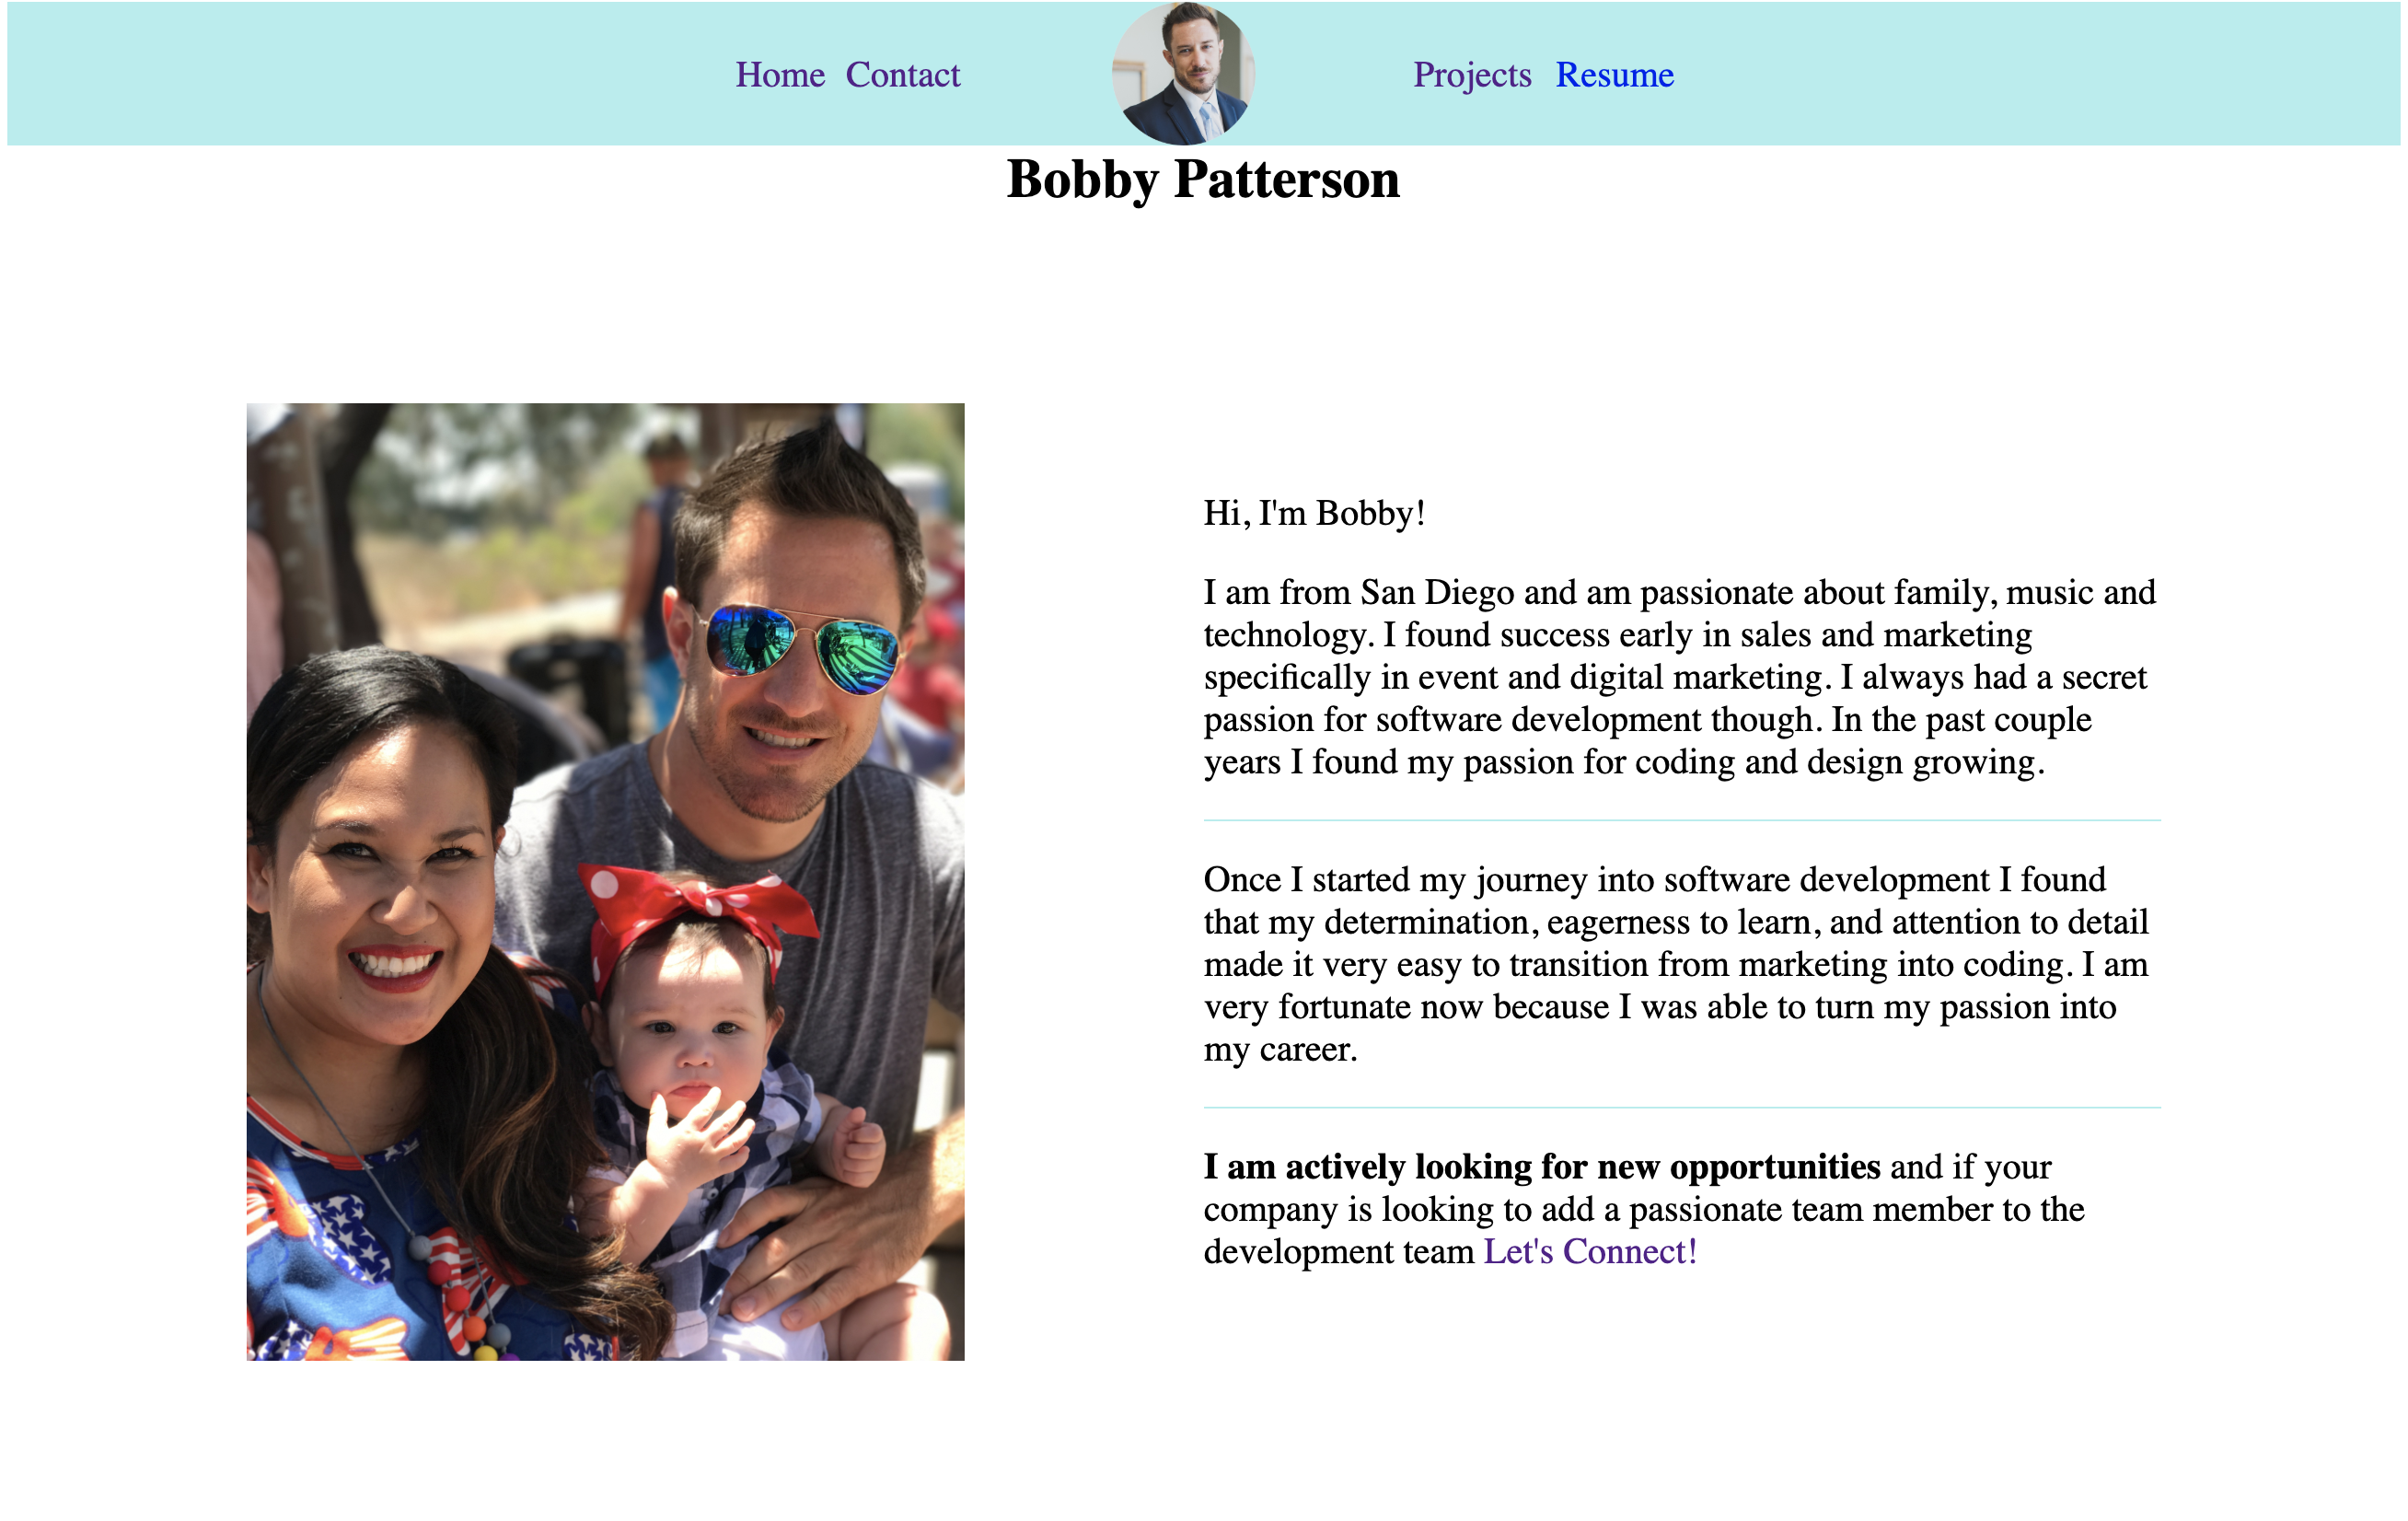 Home Contact Projects Resume
Bobby Patterson
Hi, I'm Bobby!
I am from San Diego and am passionate about family, music and
technology. I found success early in sales and marketing
specifically in event and digital marketing. I always had a secret
passion for software development though. In the past couple
years I found my passion for coding and design growing.
Once I started my journey into software development I found
that my determination, eagerness to learn, and attention to detail
made it very easy to transition from marketing into coding. I am
very fortunate now because I was able to turn my passion into
my career.
I am actively looking for new opportunities and if your
company is looking to add a passionate team member to the
development team Let's Connect!